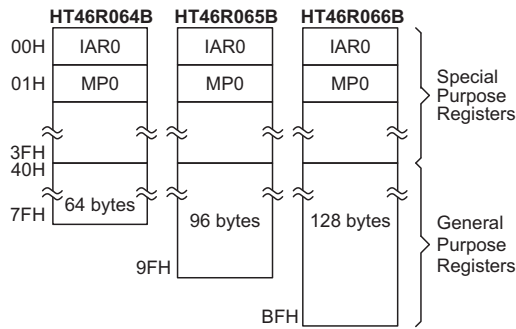 HT46R064B HT46R065B HT46R066B
00H IAR0 IAR0 IAR0
01H MP0 MP0 MP0
Special
Purpose
Registers
3FH
40H
64 bytes
7FH
96 bytes 128 bytes
General
Purpose
Registers
9FH
BFH